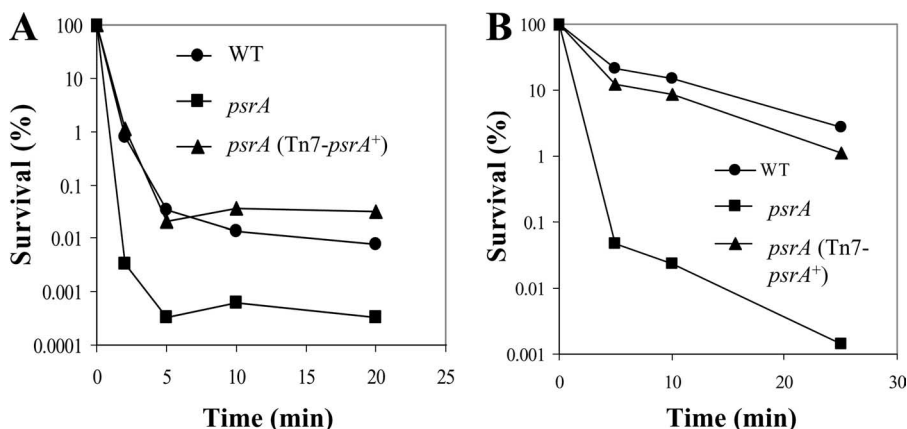 A
Survival (%)
100
10
1
0.1
0.01
0.001
0.0001
WT
psrA
psrA (Tn7-psrA+)
0 5 10 15 20 25
Time (min)
B
Survival (%)
100
10
1
0.1
0.01
0.001
WT
psrA
psrA (Tn7-
psrA+)
0 10 20 30
Time (min)